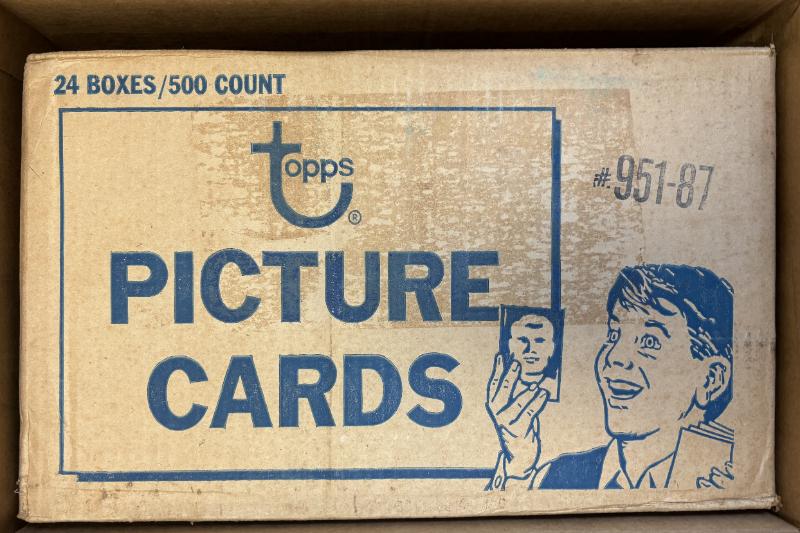 24 BOXES/500 COUNT
topps®
#951-87
PICTURE
CARDS